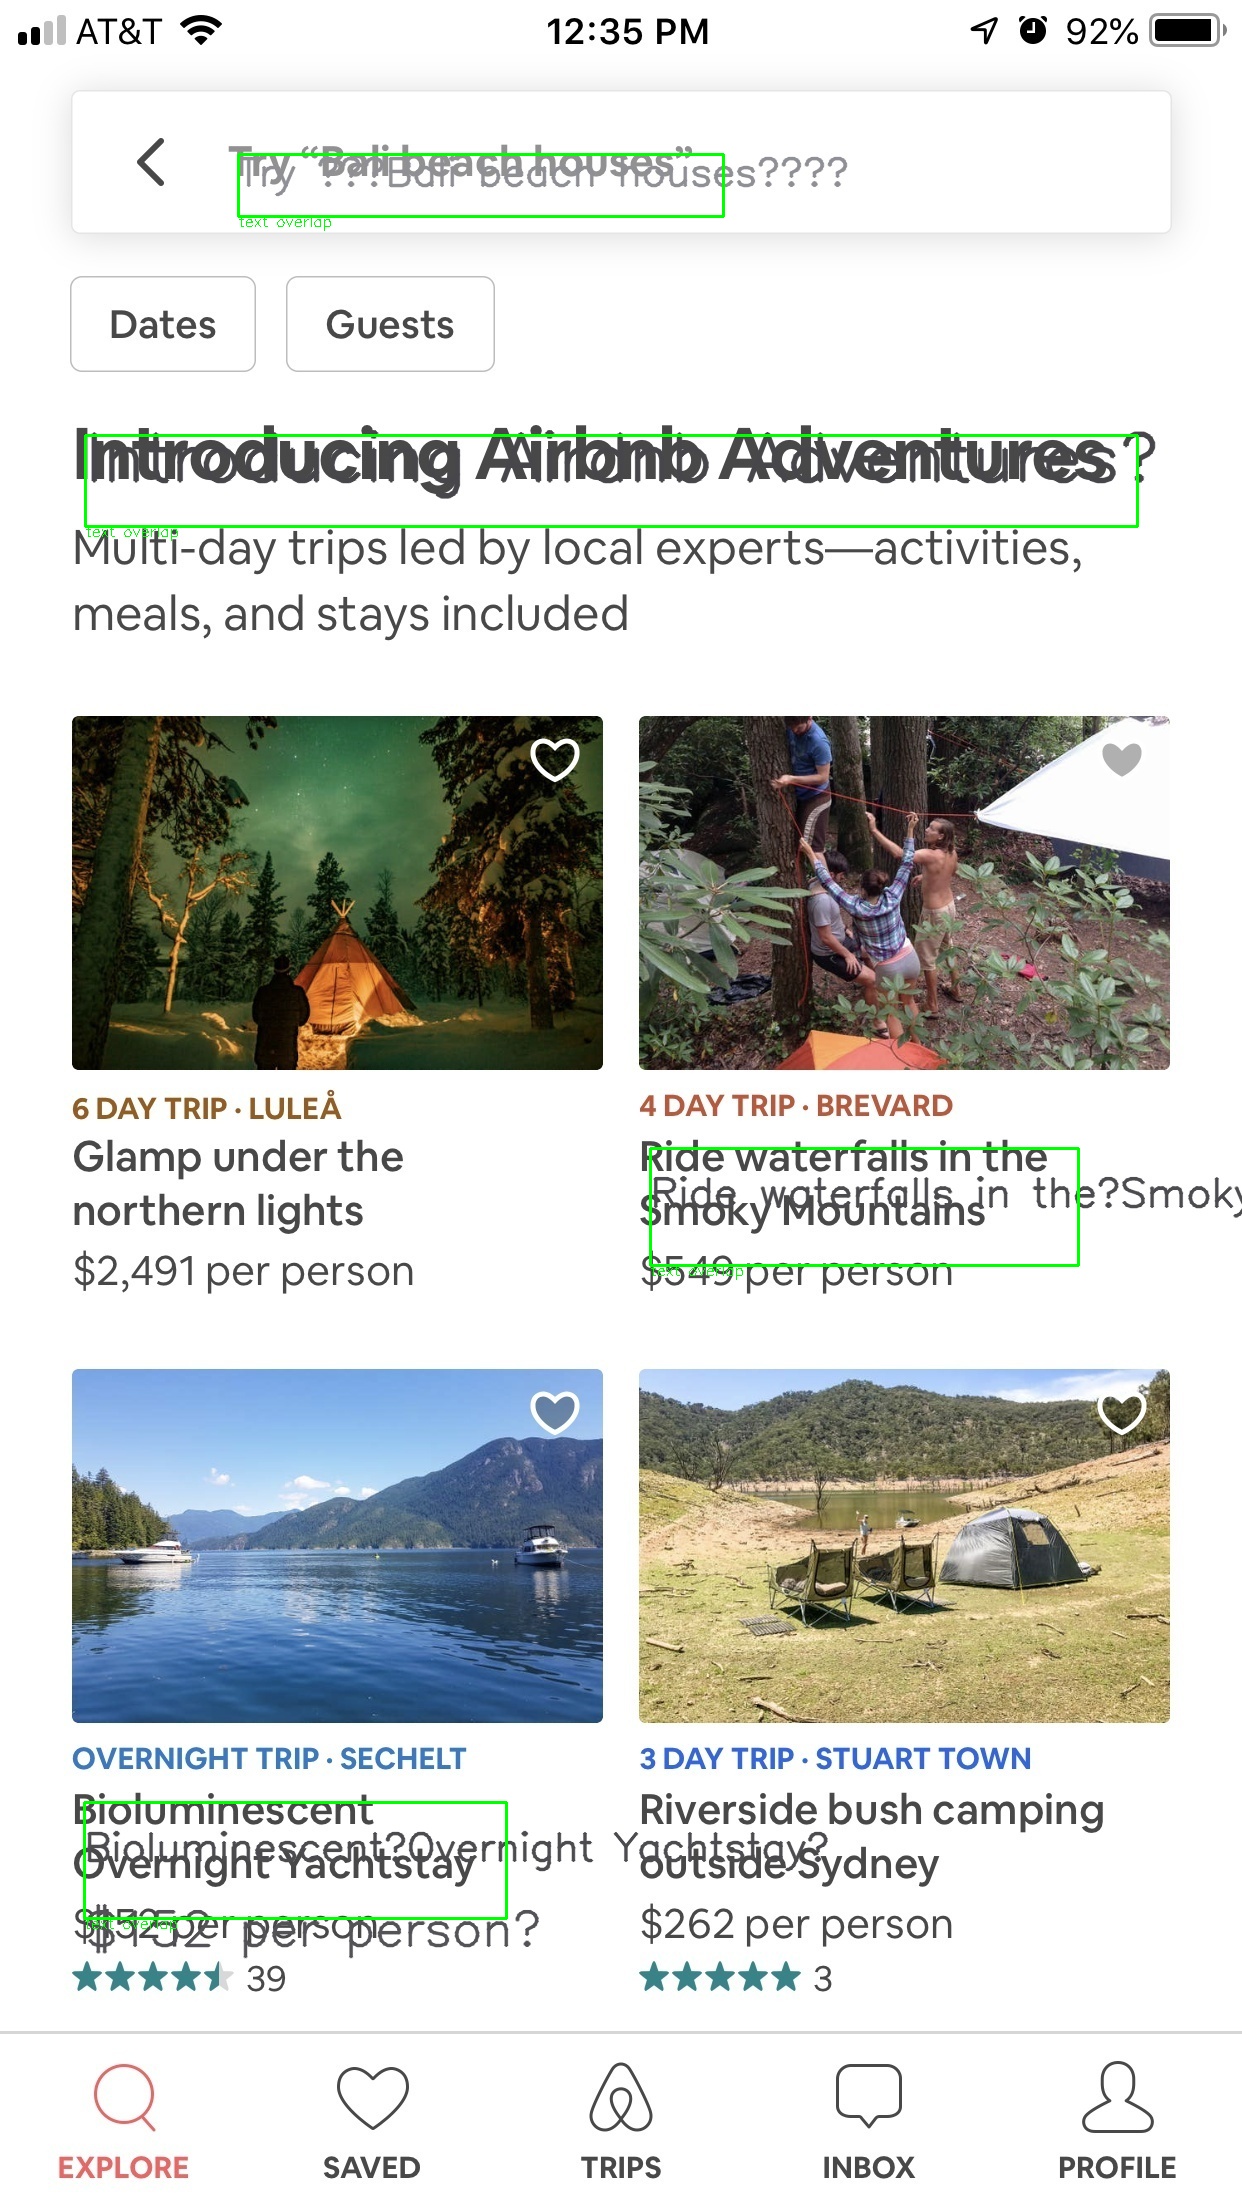 AT&T 12:35 PM 92%
Try “Bali beach houses”
Try ???Bali beach houses????
text overlap
Dates Guests
Introducing Airbnb Adventures
Introducing Airbnb Adventures?
text overlap
Multi-day trips led by local experts—activities,
meals, and stays included
6 DAY TRIP · LULEÅ
Glamp under the
northern lights
$2,491 per person
4 DAY TRIP · BREVARD
Ride waterfalls in the
Ride waterfalls in the?Smoky
Smoky Mountains
$549 per person
text overlap
OVERNIGHT TRIP · SECHELT
Bioluminescent
Bioluminescent?Overnight Yachtstay?
Overnight Yachtstay
$152 per person
text overlap
$152 per person?
39
3 DAY TRIP · STUART TOWN
Riverside bush camping
outside Sydney
$262 per person
3
EXPLORE SAVED TRIPS INBOX PROFILE